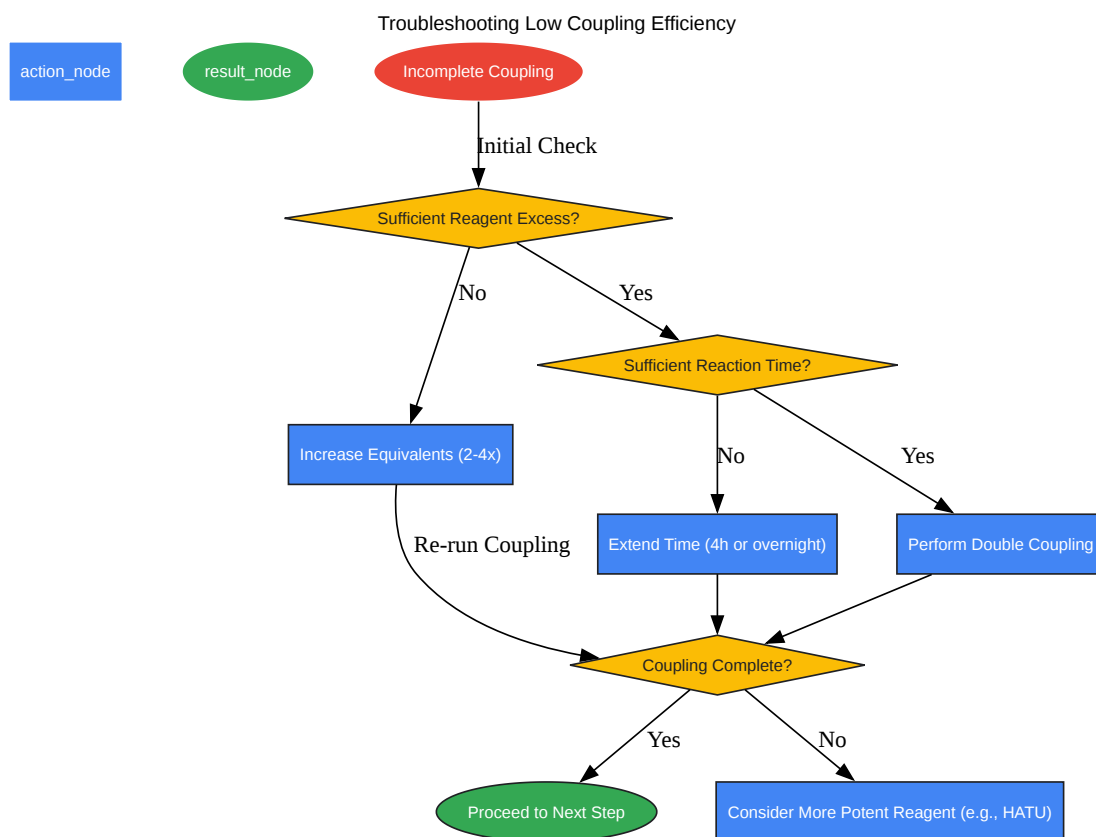 Troubleshooting Low Coupling Efficiency
action_node
result_node
Incomplete Coupling
Initial Check
Sufficient Reagent Excess?
No
Yes
Sufficient Reaction Time?
Increase Equivalents (2-4x)
No
Yes
Re-run Coupling
Extend Time (4h or overnight)
Perform Double Coupling
Coupling Complete?
Yes
No
Proceed to Next Step
Consider More Potent Reagent (e.g., HATU)